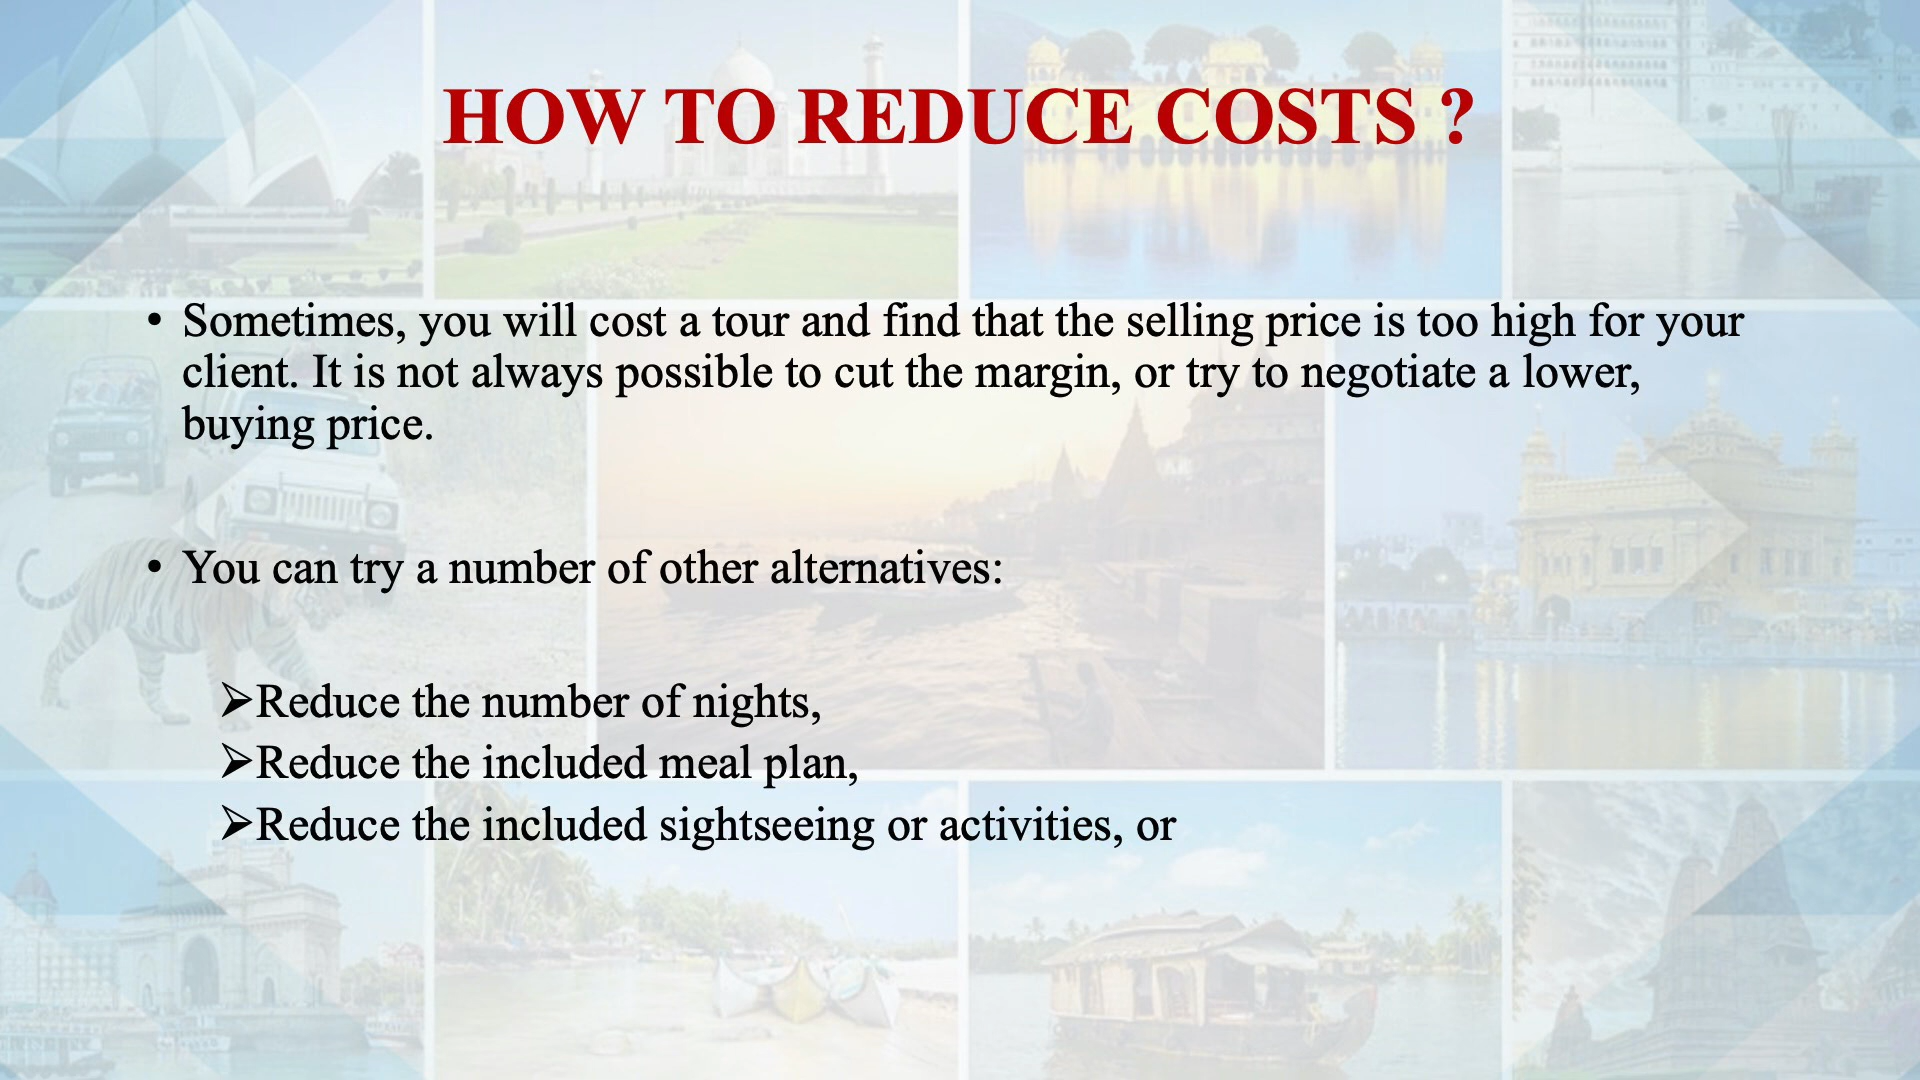 HOW TO REDUCE COSTS ?
• Sometimes, you will cost a tour and find that the selling price is too high for your
client. It is not always possible to cut the margin, or try to negotiate a lower,
buying price.
• You can try a number of other alternatives:
➢Reduce the number of nights,
➢Reduce the included meal plan,
➢Reduce the included sightseeing or activities, or